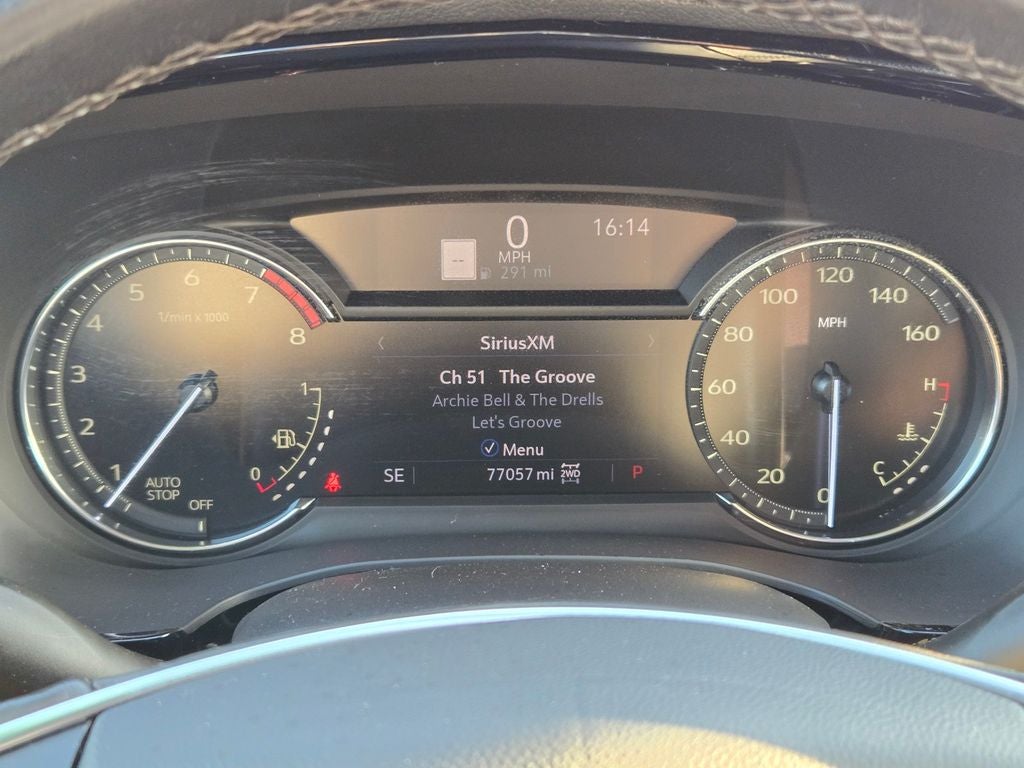 0
16:14
MPH
--
291 mi
1
2
3
4
5
6
7
8
1/min x 1000
AUTO
STOP
OFF
1
0
SiriusXM
Ch 51 The Groove
Archie Bell & The Drells
Let's Groove
Menu
SE
77057 mi
2WD
P
0
20
40
60
80
100
120
140
160
MPH
H
C